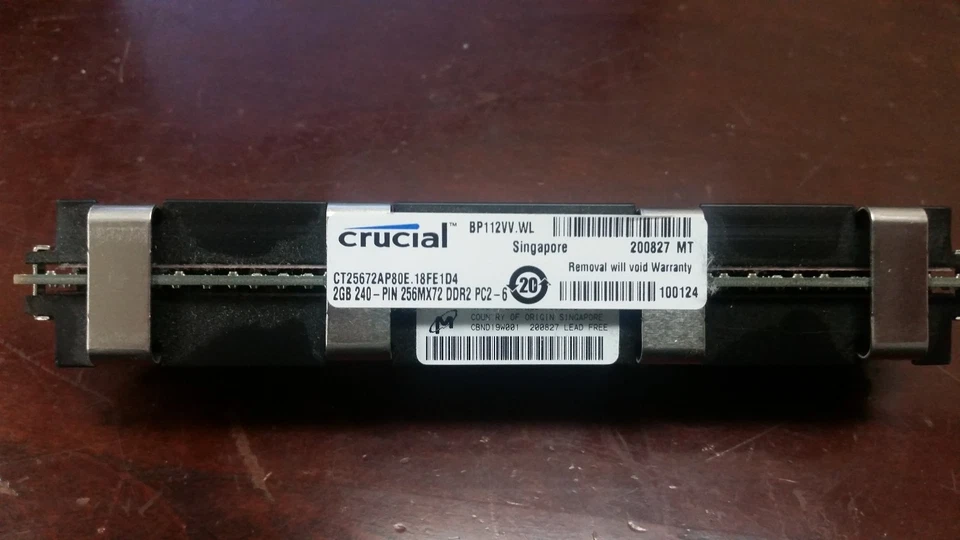 crucial™
BP112VV.WL
Singapore
200827 MT
Removal will void Warranty
CT25672AP80E.18FE1D4
2GB 240-PIN 256MX72 DDR2 PC2-6
20
100124
COUNTRY OF ORIGIN SINGAPORE
CBND19W001 200827 LEAD FREE